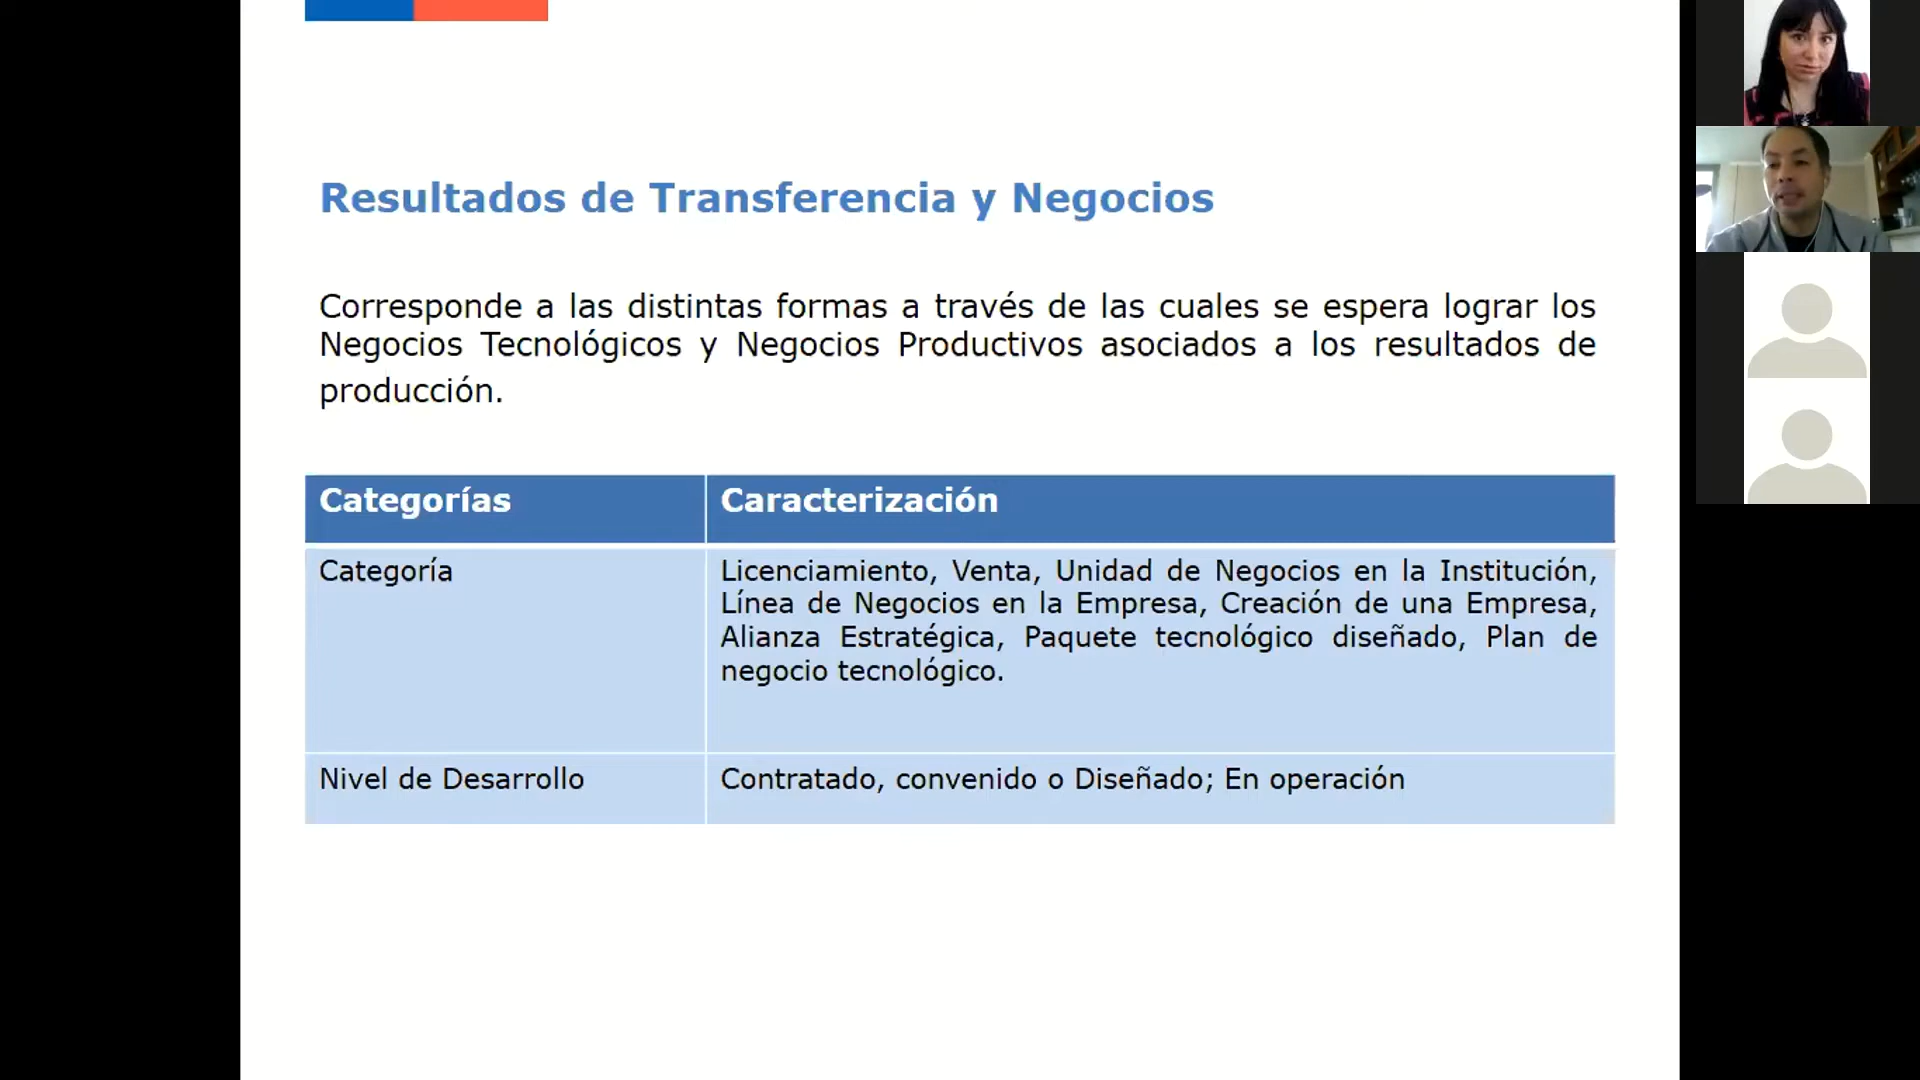 Resultados de Transferencia y Negocios
Corresponde a las distintas formas a través de las cuales se espera lograr los
Negocios Tecnológicos y Negocios Productivos asociados a los resultados de
producción.
Categorías
Caracterización
Categoría
Licenciamiento, Venta, Unidad de Negocios en la Institución,
Línea de Negocios en la Empresa, Creación de una Empresa,
Alianza Estratégica, Paquete tecnológico diseñado, Plan de
negocio tecnológico.
Nivel de Desarrollo
Contratado, convenido o Diseñado; En operación